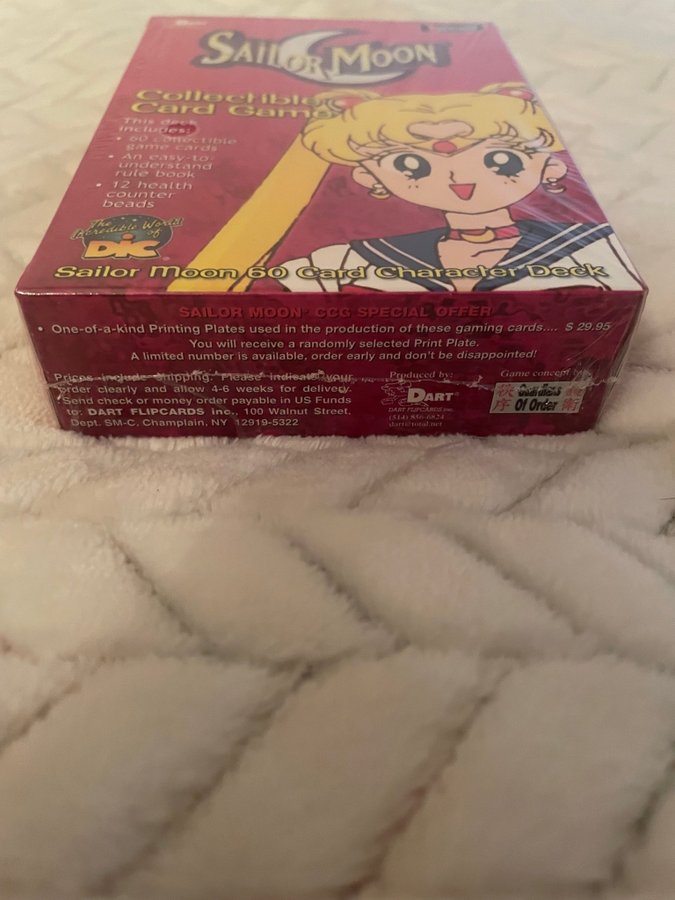 SAILOR MOON
Collectible
Card Game
This deck
includes:
• 60 collectible
game cards
• An easy-to-
understand
rule book
• 12 health
counter
beads
The
Incredible World
of
DIC
Sailor Moon 60 Card Character Deck
SAILOR MOON CCG SPECIAL OFFER
• One-of-a-kind Printing Plates used in the production of these gaming cards.... $ 29.95
You will receive a randomly selected Print Plate.
A limited number is available, order early and don't be disappointed!
Prices include Shipping. Please indicate your
order clearly and allow 4-6 weeks for delivery.
Send check or money order payable in US Funds
to: DART FLIPCARDS inc., 100 Walnut Street,
Dept. SM-C, Champlain, NY 12919-5322
Produced by:
DART
DART FLIPCARDS inc.
(514) 856-6824
dart@total.net
Game concept by:
Guardians
Of Order